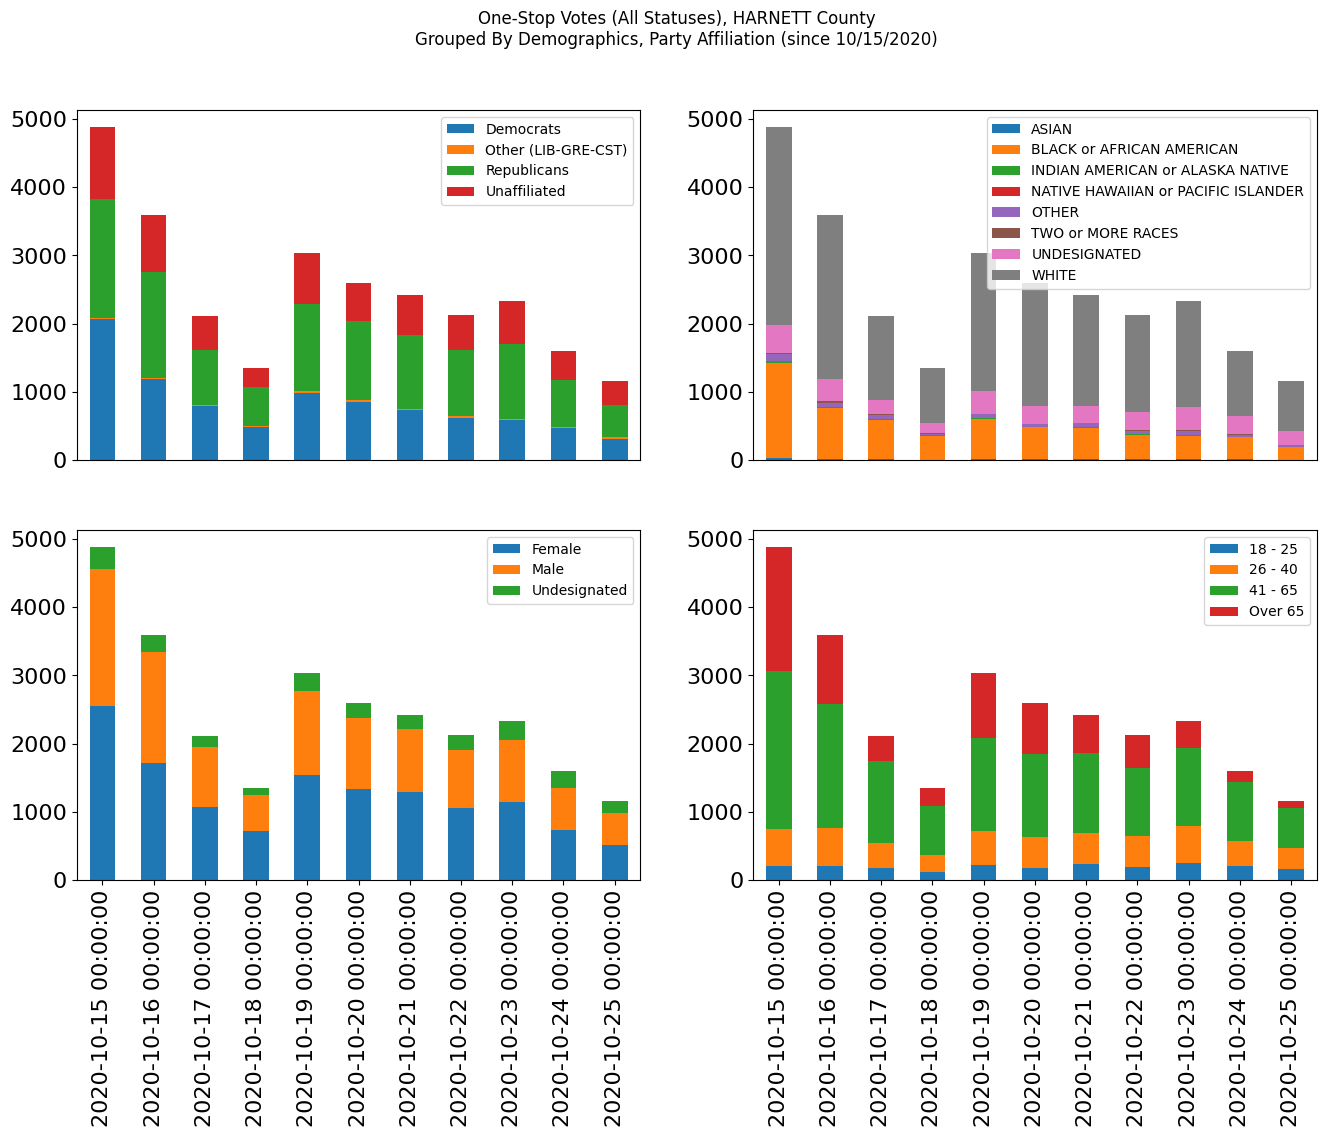 One-Stop Votes (All Statuses), HARNETT County
Grouped By Demographics, Party Affiliation (since 10/15/2020)
5000
4000
3000
2000
1000
0
Democrats
Other (LIB-GRE-CST)
Republicans
Unaffiliated
5000
4000
3000
2000
1000
0
ASIAN
BLACK or AFRICAN AMERICAN
INDIAN AMERICAN or ALASKA NATIVE
NATIVE HAWAIIAN or PACIFIC ISLANDER
OTHER
TWO or MORE RACES
UNDESIGNATED
WHITE
5000
4000
3000
2000
1000
0
Female
Male
Undesignated
2020-10-15 00:00:00
2020-10-16 00:00:00
2020-10-17 00:00:00
2020-10-18 00:00:00
2020-10-19 00:00:00
2020-10-20 00:00:00
2020-10-21 00:00:00
2020-10-22 00:00:00
2020-10-23 00:00:00
2020-10-24 00:00:00
2020-10-25 00:00:00
5000
4000
3000
2000
1000
0
18 - 25
26 - 40
41 - 65
Over 65
2020-10-15 00:00:00
2020-10-16 00:00:00
2020-10-17 00:00:00
2020-10-18 00:00:00
2020-10-19 00:00:00
2020-10-20 00:00:00
2020-10-21 00:00:00
2020-10-22 00:00:00
2020-10-23 00:00:00
2020-10-24 00:00:00
2020-10-25 00:00:00